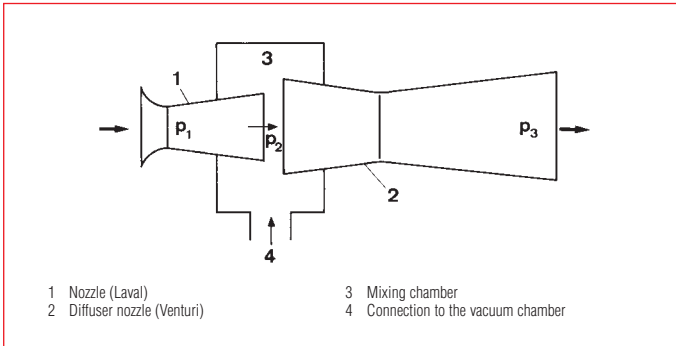 3
1
p1
p2
p3
2
4
1 Nozzle (Laval)
2 Diffuser nozzle (Venturi)
3 Mixing chamber
4 Connection to the vacuum chamber